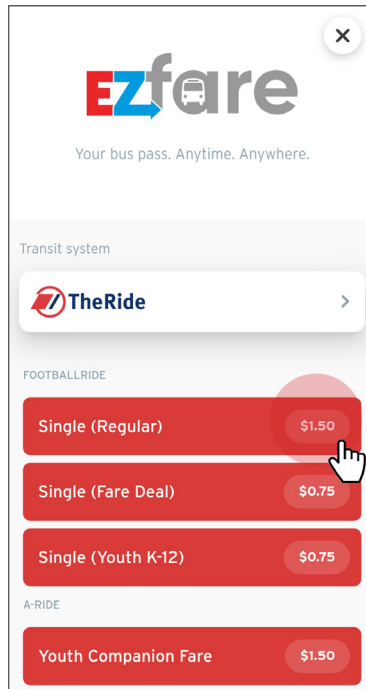 EZfare
Your bus pass. Anytime. Anywhere.
Transit system
TheRide
FOOTBALLRIDE
Single (Regular) $1.50
Single (Fare Deal) $0.75
Single (Youth K-12) $0.75
A-RIDE
Youth Companion Fare $1.50